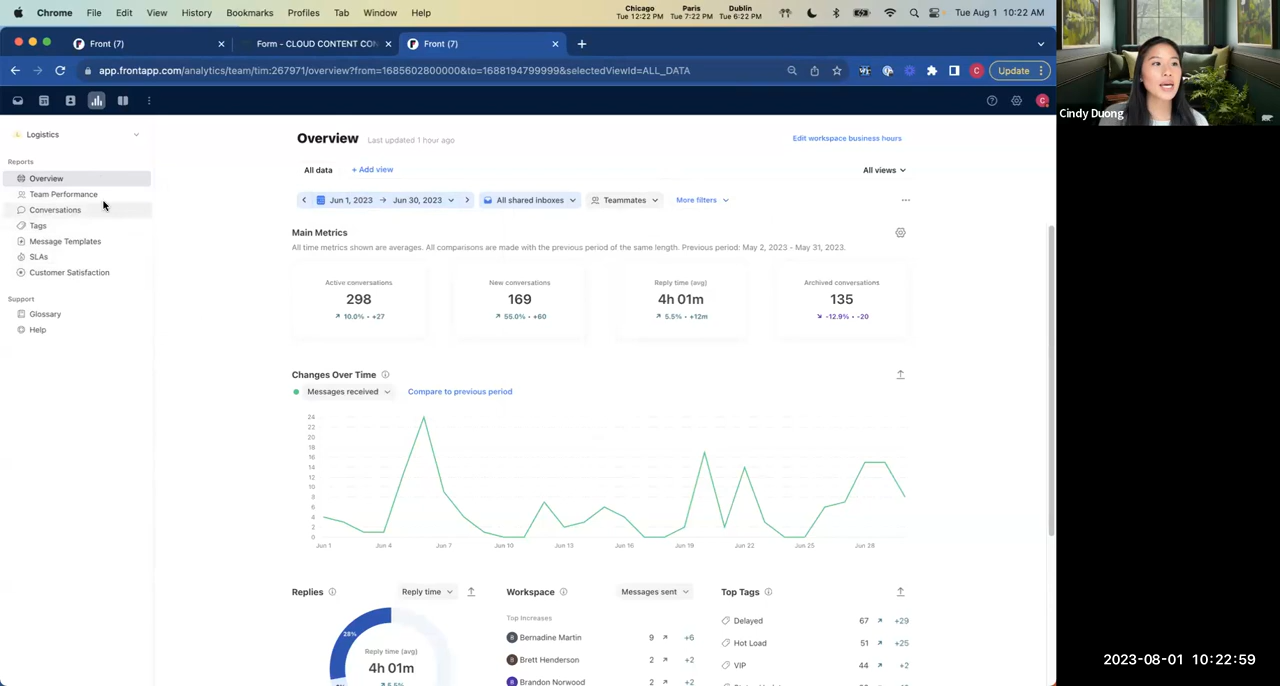 Chrome File Edit View History Bookmarks Profiles Tab Window Help
Chicago Tue 12:22 PM Paris Tue 7:22 PM Dublin Tue 6:22 PM
Tue Aug 1 10:22 AM
Front (7)
Form - CLOUD CONTENT CON
Front (7)
app.frontapp.com/analytics/team/tim:267971/overview?from=1685602800000&to=1688194799999&selectedViewId=ALL_DATA
C
Update
Cindy Duong
Logistics
Reports
Overview
Team Performance
Conversations
Tags
Message Templates
SLAs
Customer Satisfaction
Support
Glossary
Help
Overview Last updated 1 hour ago
Edit workspace business hours
All data + Add view
All views
Jun 1, 2023 → Jun 30, 2023
All shared inboxes
Teammates
More filters
Main Metrics
All time metrics shown are averages. All comparisons are made with the previous period of the same length. Previous period: May 2, 2023 - May 31, 2023.
Active conversations
298
↗ 10.0% • +27
New conversations
169
↗ 55.0% • +60
Reply time (avg)
4h 01m
↗ 5.5% • +12m
Archived conversations
135
↘ -12.9% • -20
Changes Over Time
Messages received
Compare to previous period
24
22
20
18
16
14
12
10
8
6
4
2
0
Jun 1 Jun 4 Jun 7 Jun 10 Jun 13 Jun 16 Jun 19 Jun 22 Jun 25 Jun 28
Replies
Reply time
28%
Reply time (avg)
4h 01m
↗ 5.5%
Workspace
Messages sent
Top Increases
Bernadine Martin 9 ↗ +6
Brett Henderson 2 ↗ +2
Brandon Norwood 2 ↗ +2
Top Tags
Delayed 67 ↗ +29
Hot Load 51 ↗ +25
VIP 44 ↗ +2
2023-08-01 10:22:59